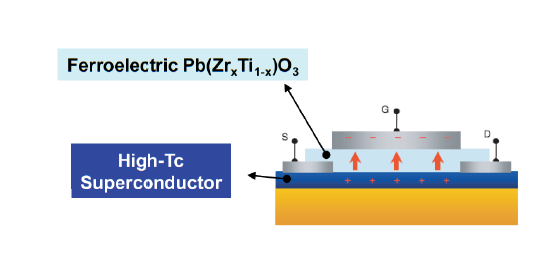 Ferroelectric Pb(ZrxTi1-x)O3
G
S
D
High-Tc
Superconductor
− − − − −
+ + + + +